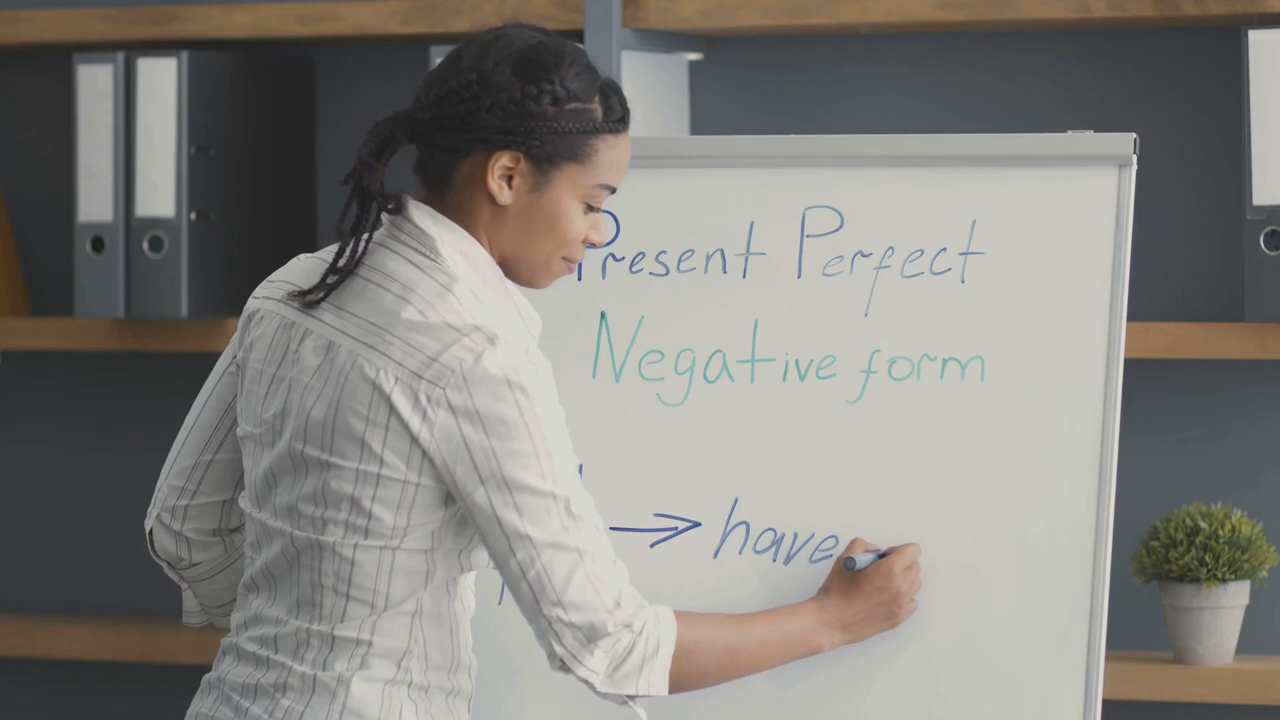 Present Perfect
Negative form
→ have